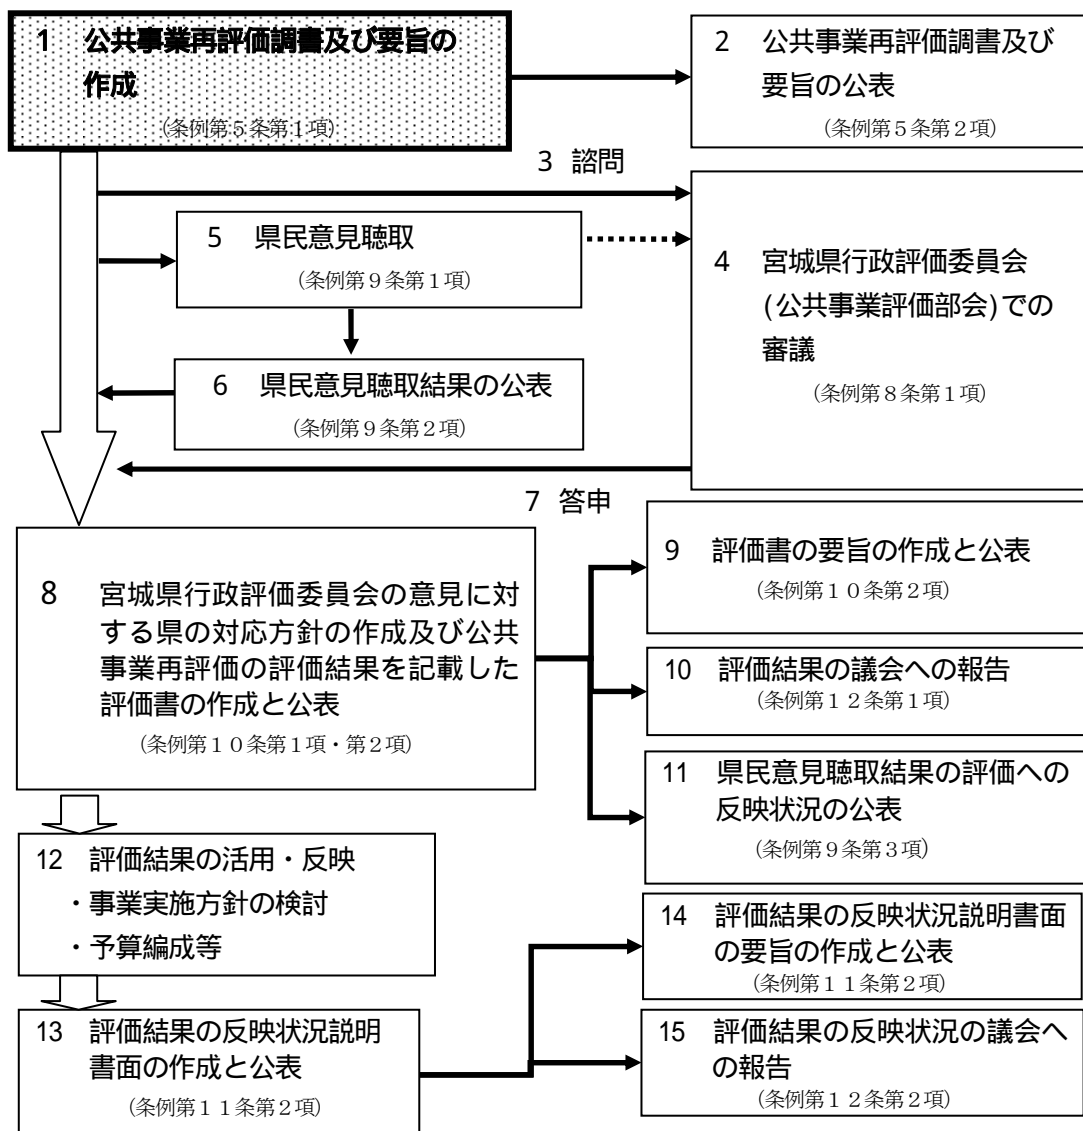 1 公共事業再評価調書及び要旨の
作成
（条例第５条第１項）
2 公共事業再評価調書及び
要旨の公表
（条例第５条第２項）
3 諮問
5 県民意見聴取
（条例第９条第１項）
4 宮城県行政評価委員会
(公共事業評価部会)での
審議
（条例第８条第１項）
6 県民意見聴取結果の公表
（条例第９条第２項）
7 答申
8 宮城県行政評価委員会の意見に対
する県の対応方針の作成及び公共
事業再評価の評価結果を記載した
評価書の作成と公表
（条例第１０条第１項・第２項）
9 評価書の要旨の作成と公表
（条例第１０条第２項）
10 評価結果の議会への報告
（条例第１２条第１項）
11 県民意見聴取結果の評価への
反映状況の公表
（条例第９条第３項）
12 評価結果の活用・反映
・事業実施方針の検討
・予算編成等
13 評価結果の反映状況説明
書面の作成と公表
（条例第１１条第２項）
14 評価結果の反映状況説明書面
の要旨の作成と公表
（条例第１１条第２項）
15 評価結果の反映状況の議会へ
の報告
（条例第１２条第２項）